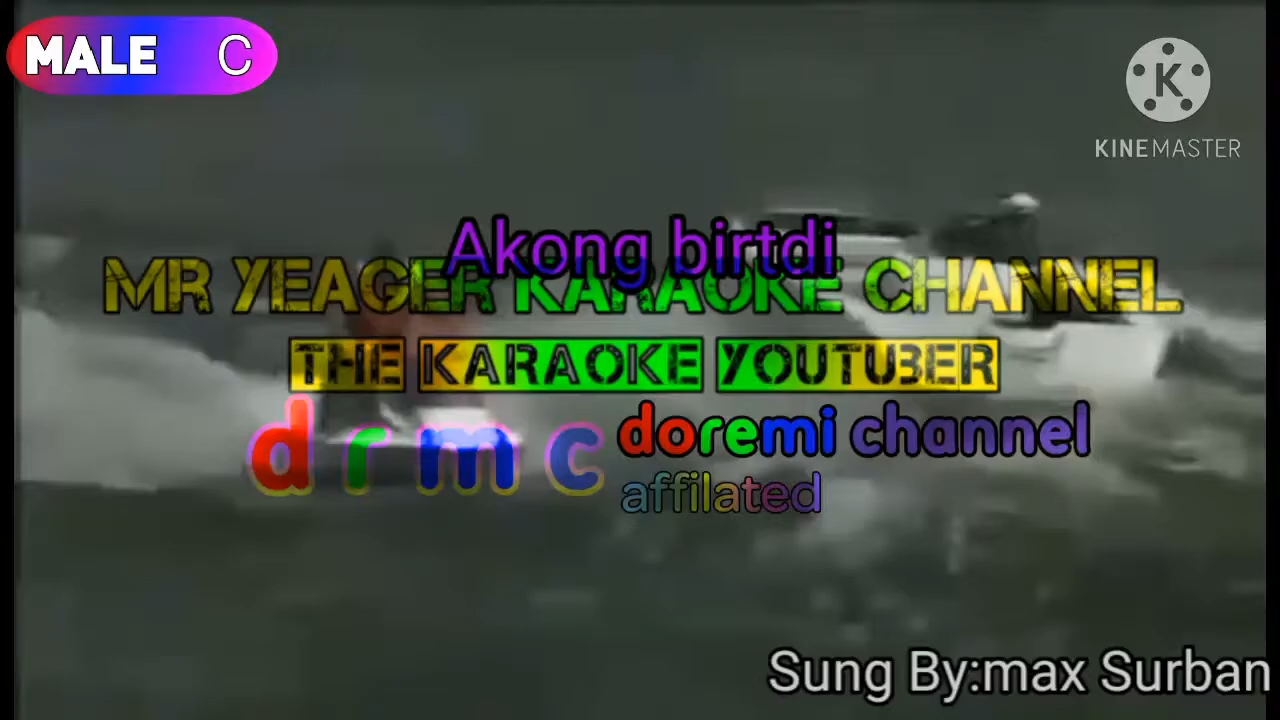 MALE C
KINEMASTER
Akong birtdi
MR YEAGER KARAOKE CHANNEL
THE KARAOKE YOUTUBER
d r m c doremi channel
affilated
Sung By:max Surban